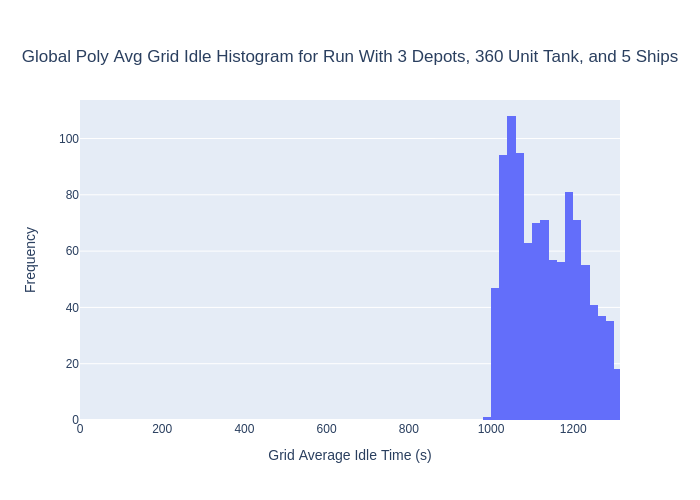 Global Poly Avg Grid Idle Histogram for Run With 3 Depots, 360 Unit Tank, and 5 Ships
100
80
60
40
20
0
Frequency
0 200 400 600 800 1000 1200
Grid Average Idle Time (s)